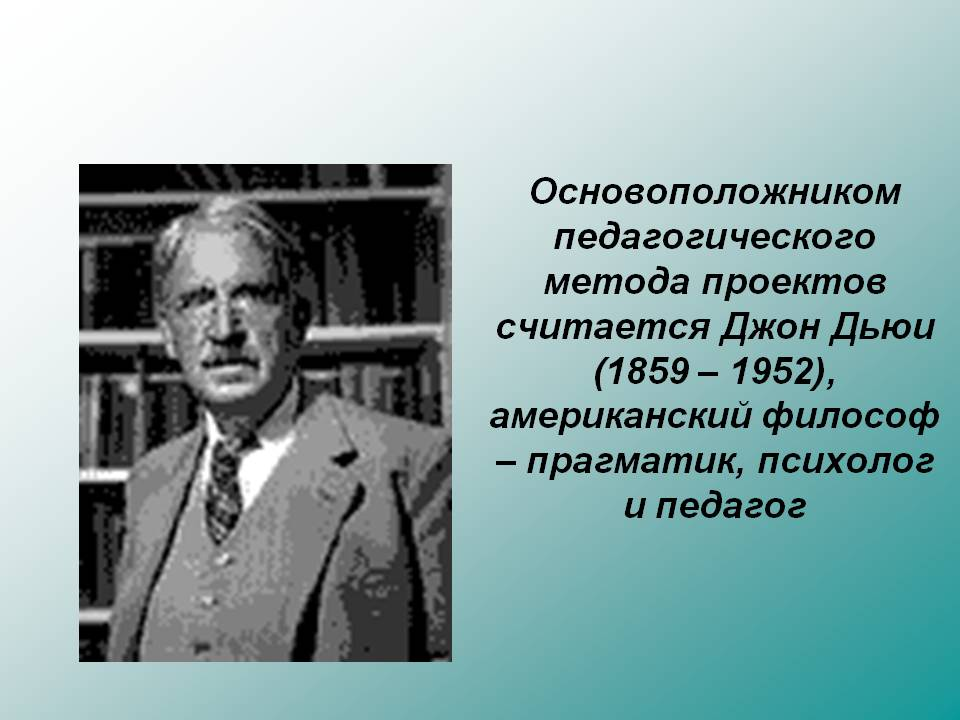 Основоположником
педагогического
метода проектов
считается Джон Дьюи
(1859 – 1952),
американский философ
– прагматик, психолог
и педагог